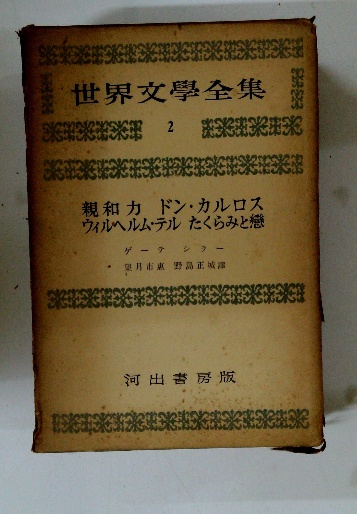 世界文學全集
2
親和力 ドン・カルロス
ウィルヘルム・テル たくらみと戀
ゲーテ シラー
望月市惠 野島正城譯
河出書房版